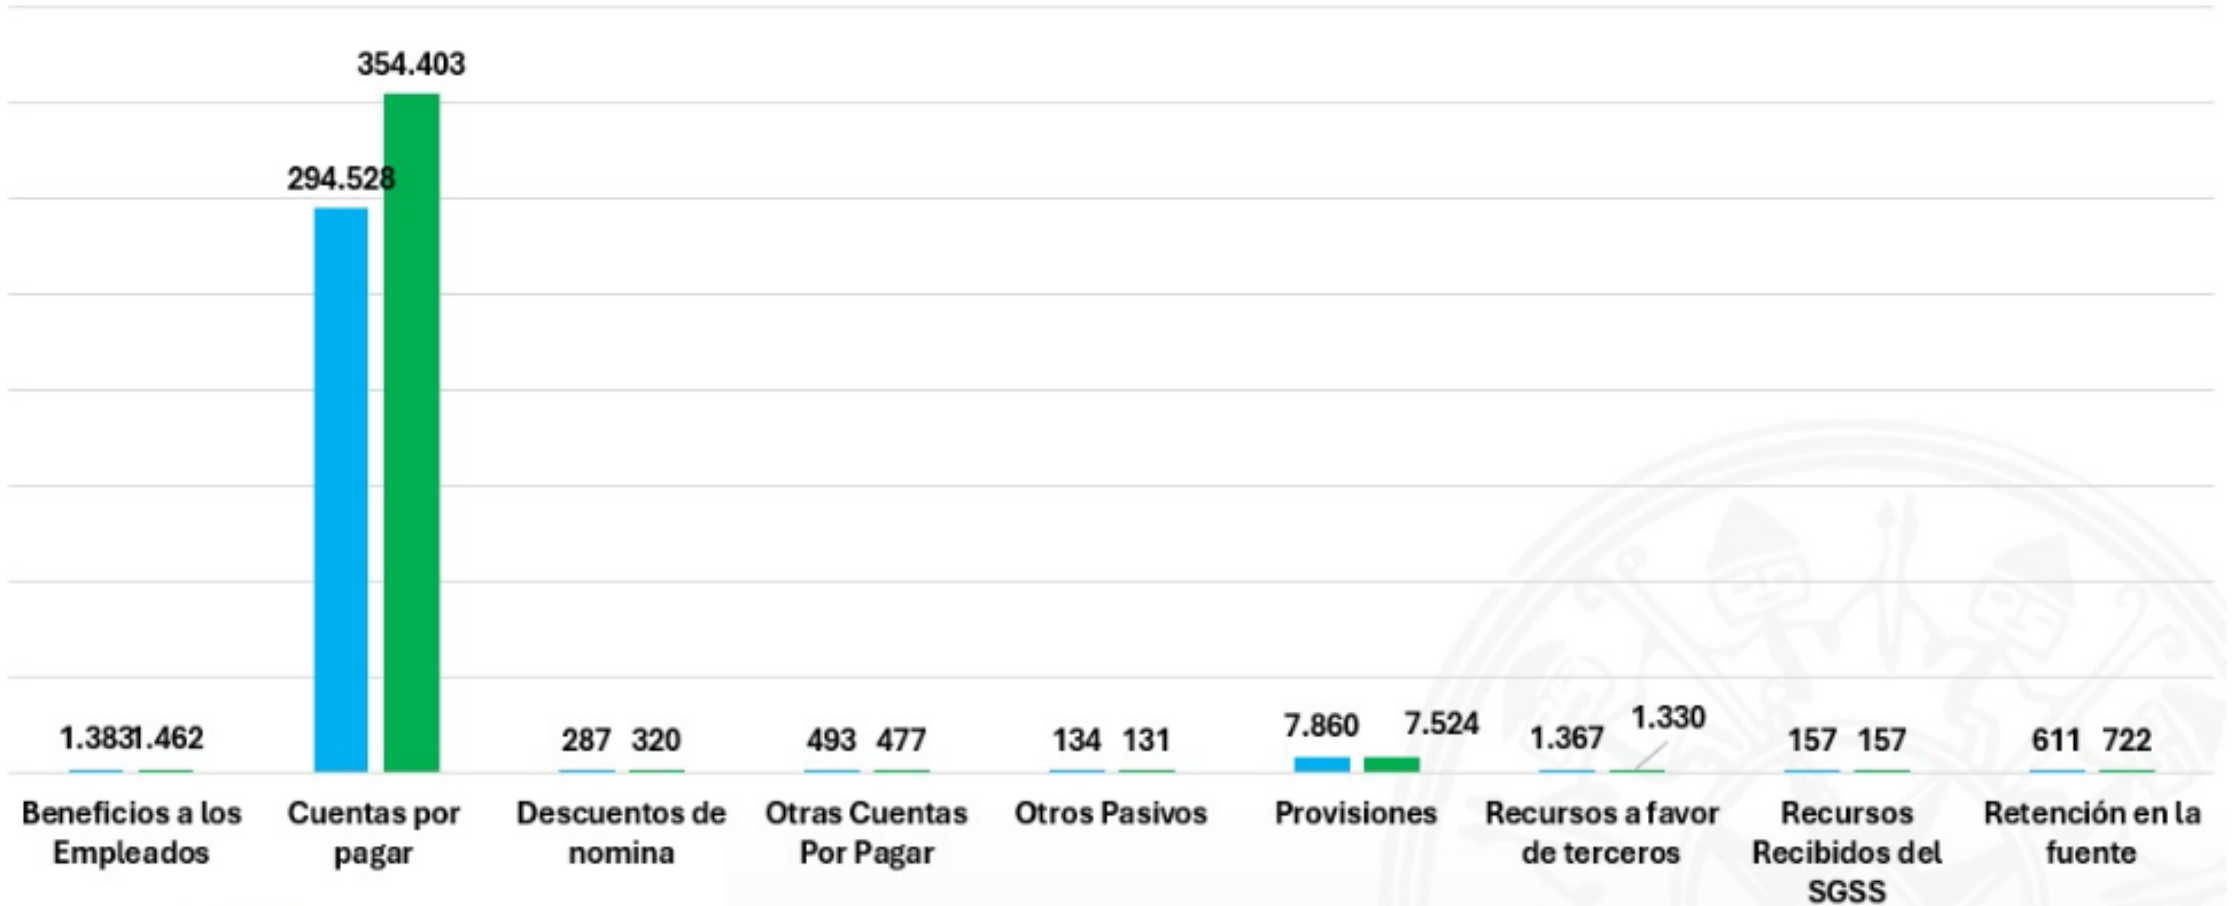 354.403
294.528
1.383 1.462
287 320
493 477
134 131
7.860 7.524
1.367 1.330
157 157
611 722
Beneficios a los
Empleados
Cuentas por
pagar
Descuentos de
nomina
Otras Cuentas
Por Pagar
Otros Pasivos
Provisiones
Recursos a favor
de terceros
Recursos
Recibidos del
SGSS
Retención en la
fuente